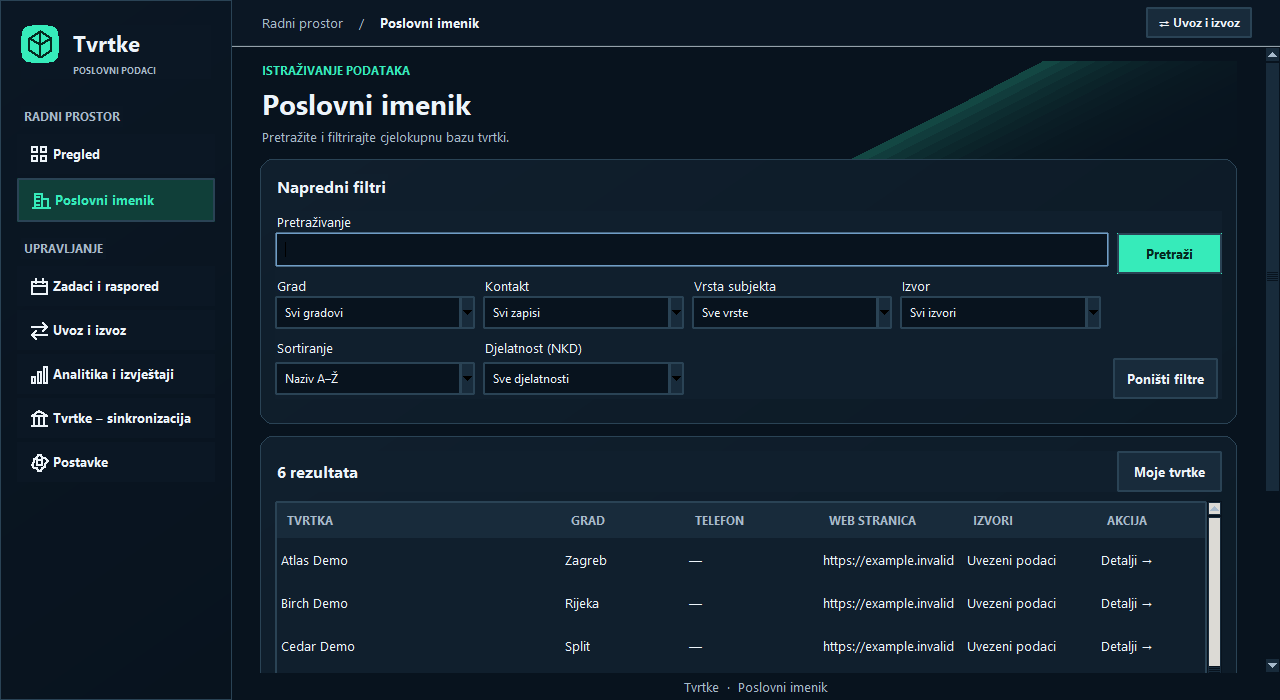 Tvrtke
POSLOVNI PODACI
RADNI PROSTOR
Pregled
Poslovni imenik
UPRAVLJANJE
Zadaci i raspored
Uvoz i izvoz
Analitika i izvještaji
Tvrtke – sinkronizacija
Postavke
Radni prostor / Poslovni imenik
⇄ Uvoz i izvoz
ISTRAŽIVANJE PODATAKA
Poslovni imenik
Pretražite i filtrirajte cjelokupnu bazu tvrtki.
Napredni filtri
Pretraživanje
Pretraži
Grad Kontakt Vrsta subjekta Izvor
Svi gradovi Svi zapisi Sve vrste Svi izvori
Sortiranje Djelatnost (NKD)
Naziv A–Ž Sve djelatnosti Poništi filtre
6 rezultata Moje tvrtke
TVRTKA GRAD TELEFON WEB STRANICA IZVORI AKCIJA
Atlas Demo Zagreb — https://example.invalid Uvezeni podaci Detalji →
Birch Demo Rijeka — https://example.invalid Uvezeni podaci Detalji →
Cedar Demo Split — https://example.invalid Uvezeni podaci Detalji →
Tvrtke · Poslovni imenik